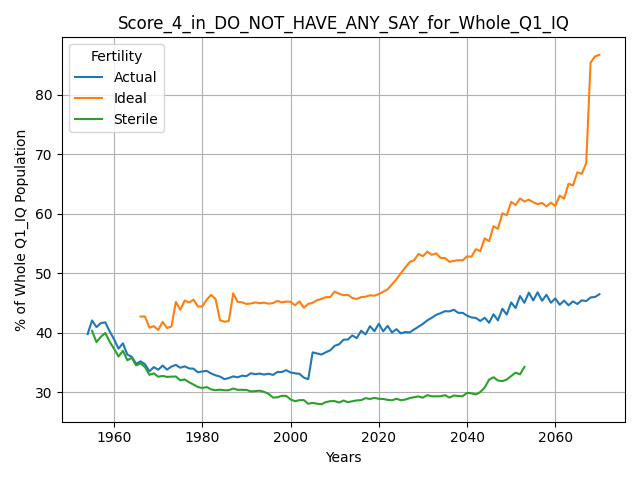 Score_4_in_DO_NOT_HAVE_ANY_SAY_for_Whole_Q1_IQ
Fertility
Actual
Ideal
Sterile
% of Whole Q1_IQ Population
80
70
60
50
40
30
1960
1980
2000
2020
2040
2060
Years